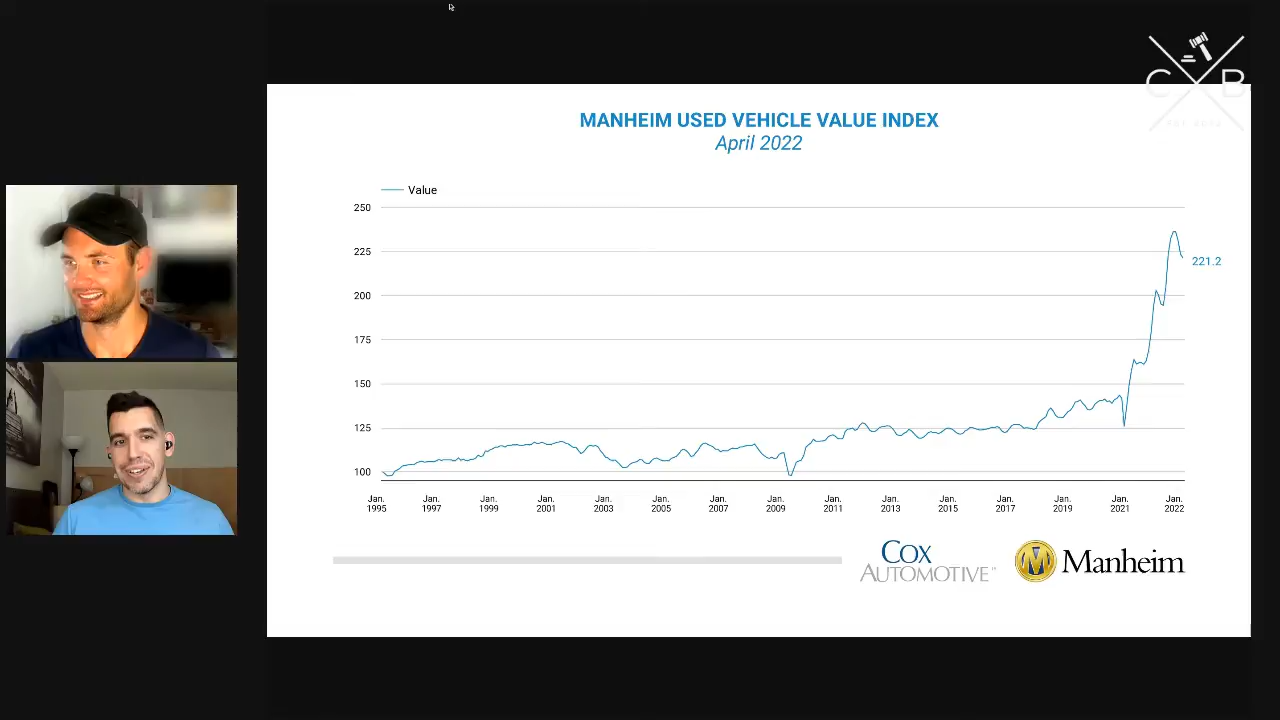 C B
MANHEIM USED VEHICLE VALUE INDEX
April 2022
Value
250
225
221.2
200
175
150
125
100
Jan. Jan. Jan. Jan. Jan. Jan. Jan. Jan. Jan. Jan. Jan. Jan. Jan. Jan. Jan.
1995 1997 1999 2001 2003 2005 2007 2009 2011 2013 2015 2017 2019 2021 2022
COX
AUTOMOTIVE™
M Manheim